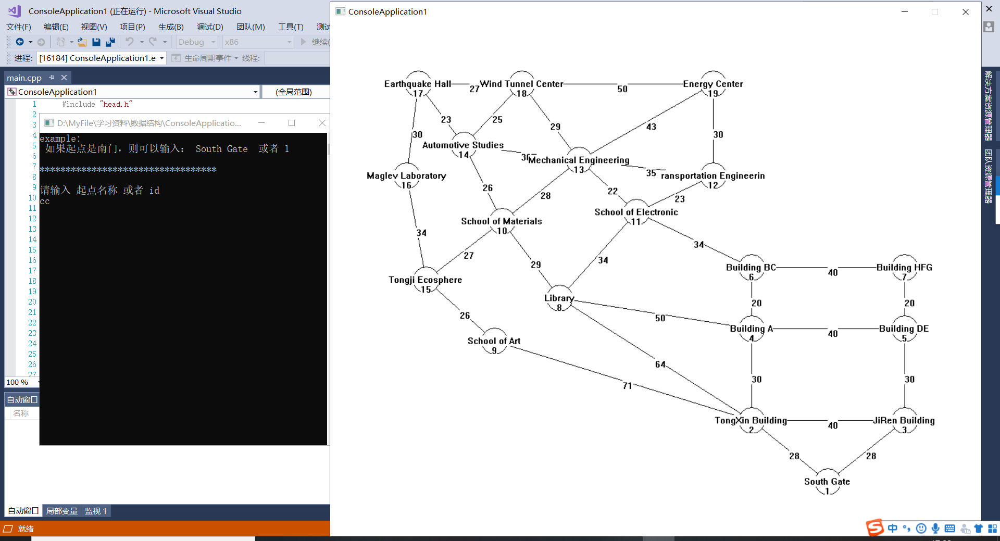 ConsoleApplication1 (正在运行) - Microsoft Visual Studio
文件(F) 编辑(E) 视图(V) 项目(P) 生成(B) 调试(D) 团队(M) 工具(T) 测试
Debug x86 继续(
进程: [16184] ConsoleApplication1.e 生命周期事件 线程:
main.cpp
ConsoleApplication1 (全局范围)
1 #include "head.h"
2
3
4
5
6
7
8
9
10
11
12
13
14
15
16
17
18
19
20
21
22
23
24
25
26
27
100 %
D:\MyFile\学习资料\数据结构\ConsoleApplicatio...
example:
如果起点是南门，则可以输入： South Gate 或者 1
**********************************
请输入 起点名称 或者 id
cc
自动窗口
名称
自动窗口 局部变量 监视 1
就绪
ConsoleApplication1
Earthquake Hall
17
27
Wind Tunnel Center
18
50
Energy Center
19
23
25
29
43
30
30
Automotive Studies
14
36
Mechanical Engineering
13
35
ransportation Engineerin
12
Maglev Laboratory
16
26
28
22
23
School of Electronic
11
School of Materials
10
34
27
29
34
34
Building BC
6
40
Building HFG
7
Tongji Ecosphere
15
Library
8
20
20
26
50
Building A
4
40
Building DE
5
School of Art
9
64
71
30
30
TongXin Building
2
40
JiRen Building
3
28
28
South Gate
1
解决方案资源管理器
团队资源管理器
中